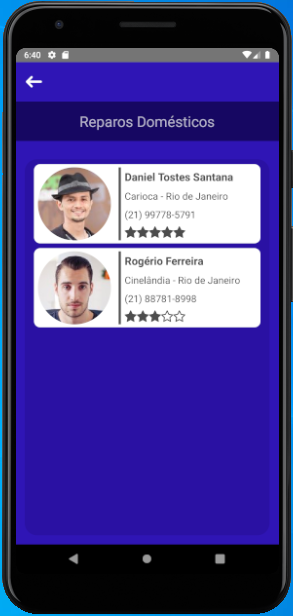 6:40
Reparos Domésticos
Daniel Tostes Santana
Carioca - Rio de Janeiro
(21) 99778-5791
Rogério Ferreira
Cinelândia - Rio de Janeiro
(21) 88781-8998